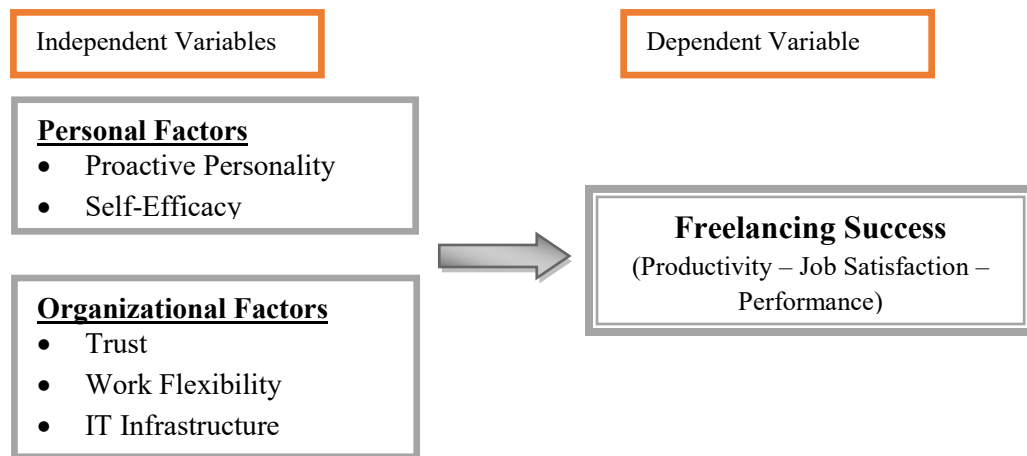 Independent Variables
Dependent Variable
Personal Factors
• Proactive Personality
• Self-Efficacy
Organizational Factors
• Trust
• Work Flexibility
• IT Infrastructure
Freelancing Success
(Productivity – Job Satisfaction –
Performance)